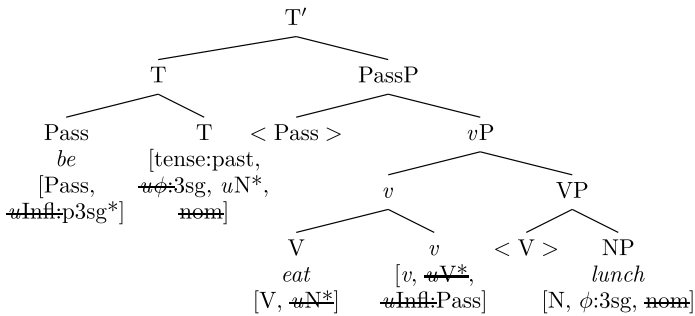 T′
T PassP
Pass T < Pass > vP
be [tense:past,
[Pass, uϕ:3sg, uN*, v VP
uInfl:p3sg*] nom]
V v < V > NP
eat [v, uV*, lunch
[V, uN*] uInfl:Pass] [N, ϕ:3sg, nom]